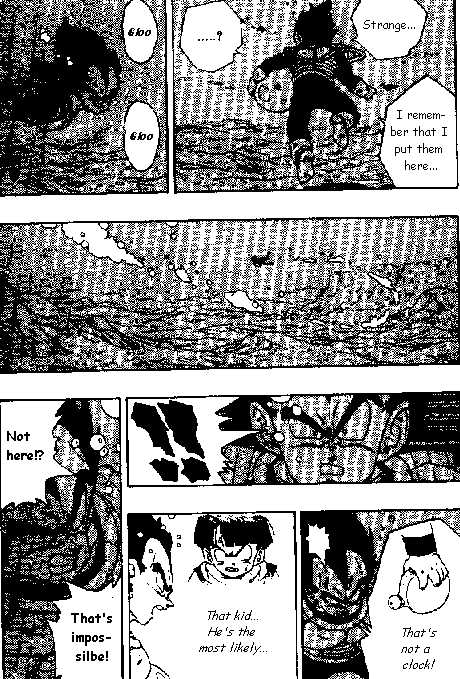 Gloo
Gloo
.....?
Strange...
I remem-
ber that I
put them
here...
Not
here!?
That's
impos-
silbe!
That kid...
He's the
most likely...
That's
not a
clock!